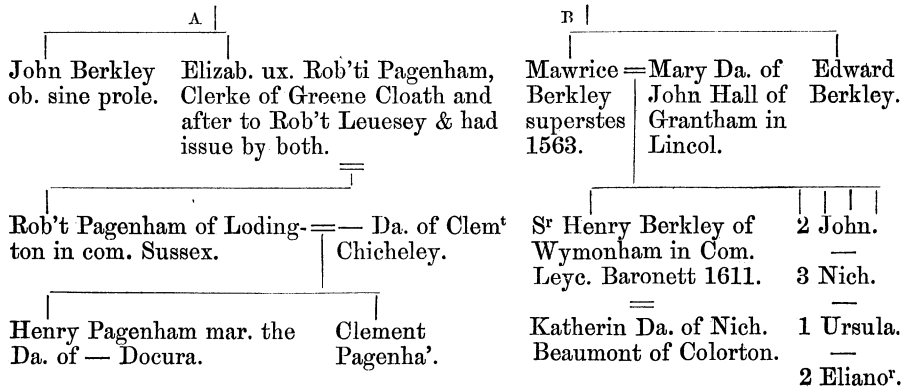 A
John Berkley
ob. sine prole.
Elizab. ux. Rob'ti Pagenham,
Clerke of Greene Cloath and
after to Rob't Leuesey & had
issue by both.
Rob't Pagenham of Loding-
ton in com. Sussex.
— Da. of Clemᵗ
Chicheley.
Henry Pagenham mar. the
Da. of — Docura.
Clement
Pagenha'.
B
Mawrice
Berkley
superstes
1563.
Mary Da. of
John Hall of
Grantham in
Lincol.
Edward
Berkley.
Sʳ Henry Berkley of
Wymonham in Com.
Leyc. Baronett 1611.
Katherin Da. of Nich.
Beaumont of Colorton.
2 John.
—
3 Nich.
—
1 Ursula.
—
2 Elianoʳ.